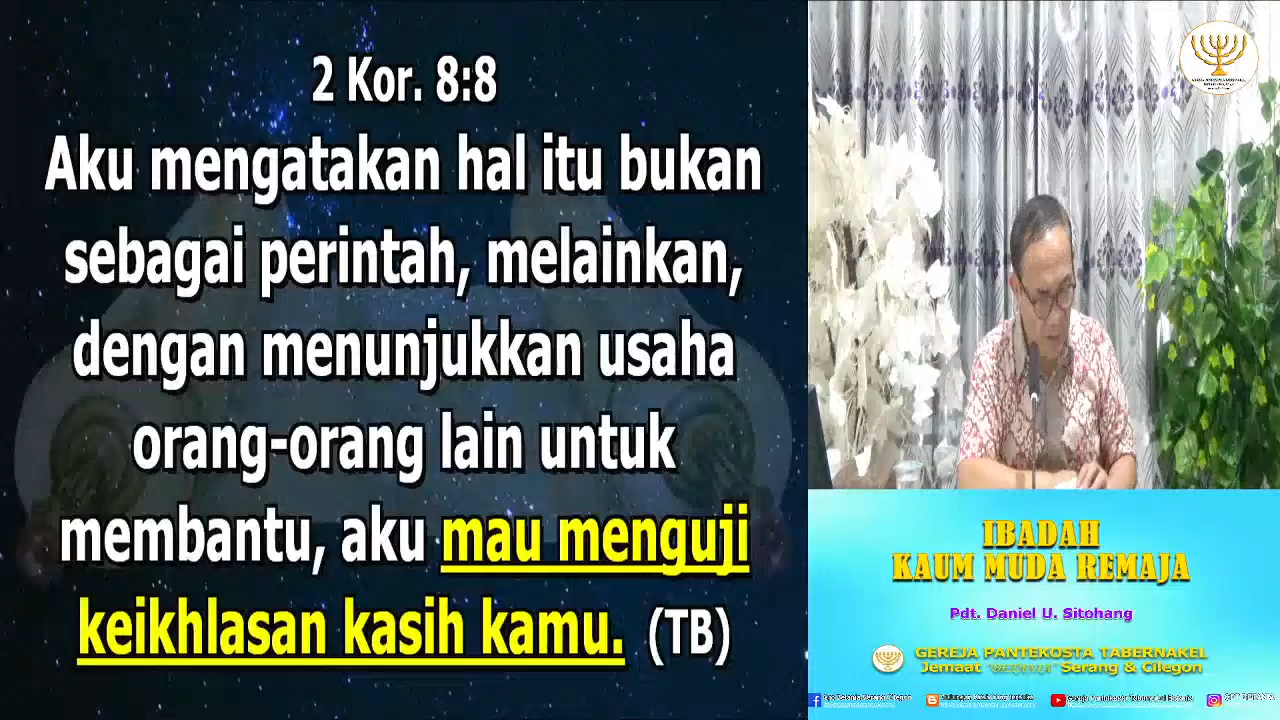 2 Kor. 8:8
Aku mengatakan hal itu bukan
sebagai perintah, melainkan,
dengan menunjukkan usaha
orang-orang lain untuk
membantu, aku mau menguji
keikhlasan kasih kamu. (TB)
IBADAH
KAUM MUDA REMAJA
Pdt. Daniel U. Sitohang
GEREJA PANTEKOSTA TABERNAKEL
Jemaat "BETANIA" Serang & Cilegon